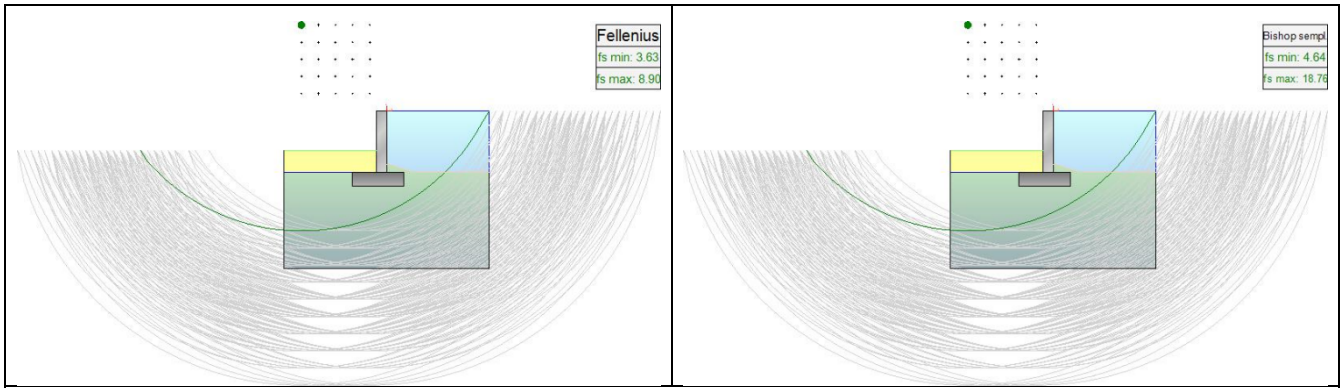 Fellenius
fs min: 3.63
fs max: 8.90
Bishop sempl.
fs min: 4.64
fs max: 18.76